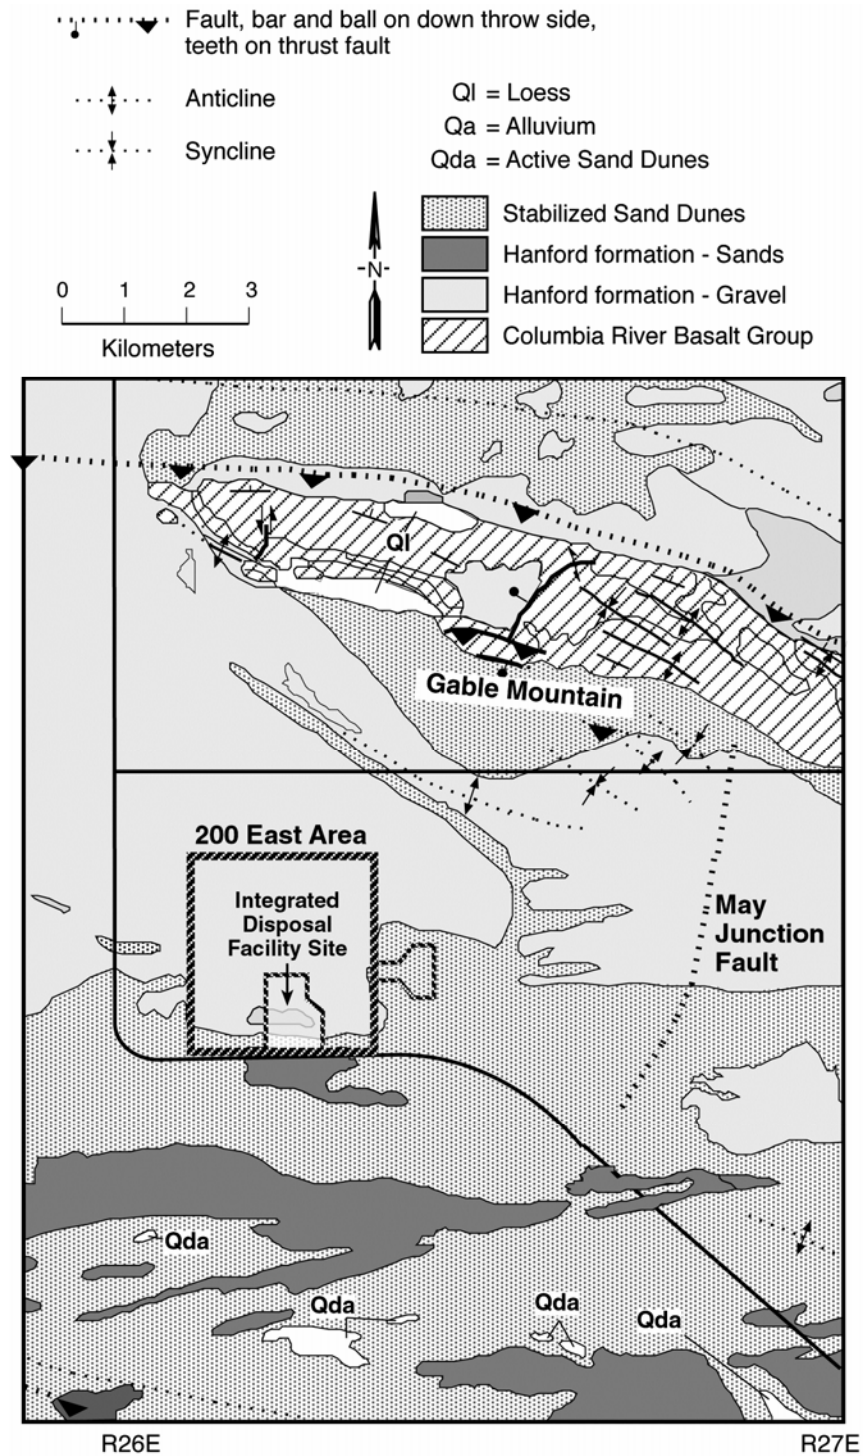 Fault, bar and ball on down throw side,
teeth on thrust fault
Anticline
Syncline
Ql = Loess
Qa = Alluvium
Qda = Active Sand Dunes
-N-
Stabilized Sand Dunes
Hanford formation - Sands
Hanford formation - Gravel
Columbia River Basalt Group
0 1 2 3
Kilometers
Ql
Gable Mountain
200 East Area
Integrated
Disposal
Facility Site
May
Junction
Fault
Qda
Qda
Qda
Qda
R26E R27E